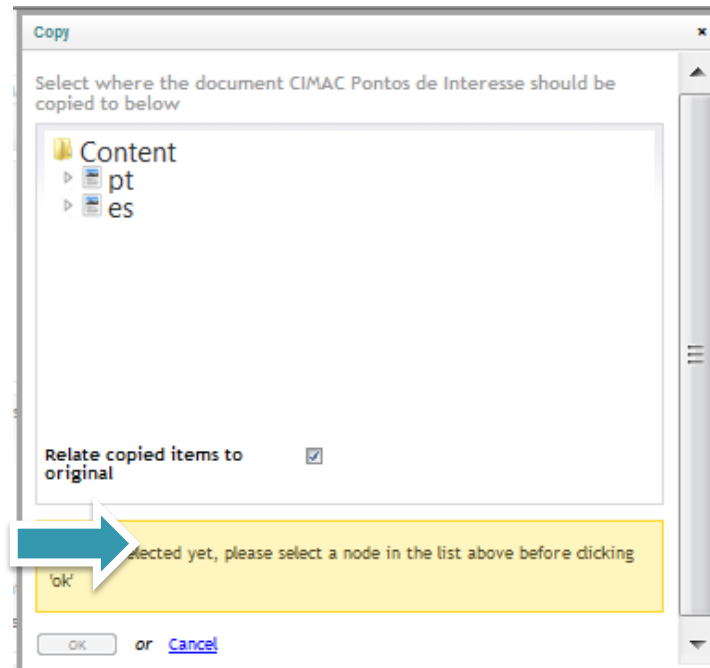 Copy
Select where the document CIMAC Pontos de Interesse should be
copied to below
Content
pt
es
Relate copied items to
original
yet, please select a node in the list above before clicking
'ok'
OK or Cancel